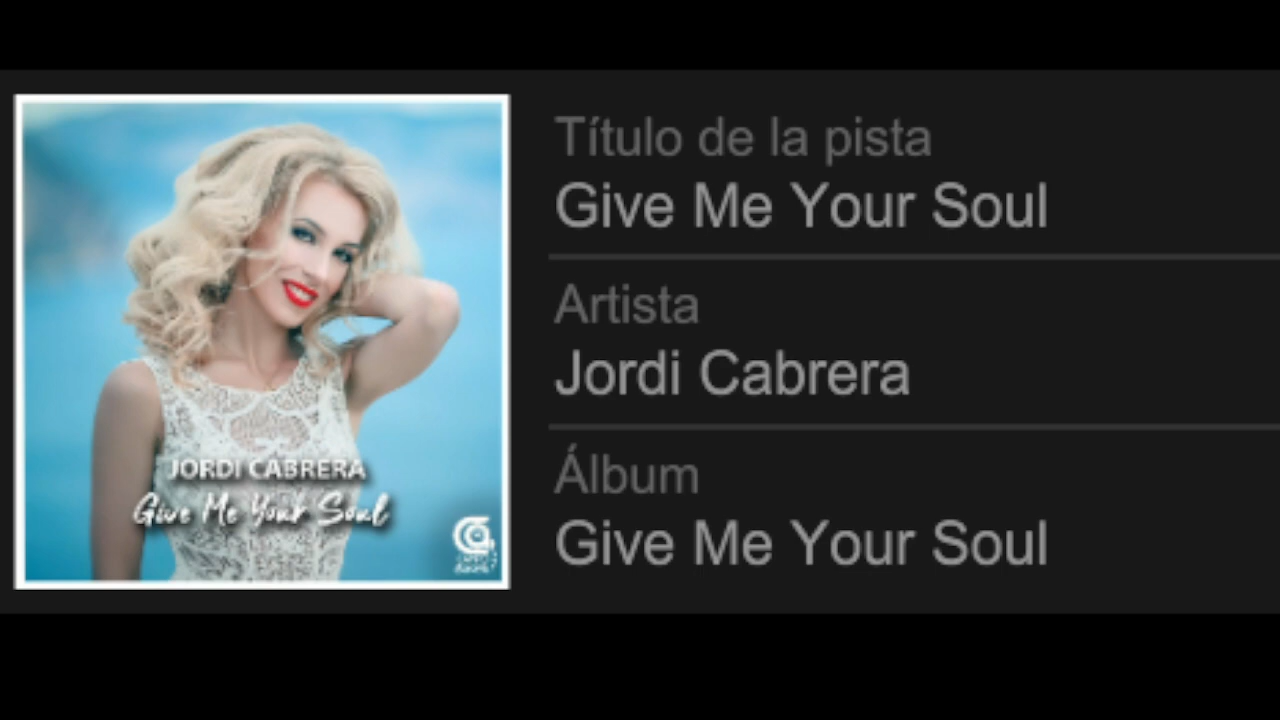 Título de la pista
Give Me Your Soul
Artista
Jordi Cabrera
Álbum
Give Me Your Soul
JORDI CABRERA
Give Me Your Soul